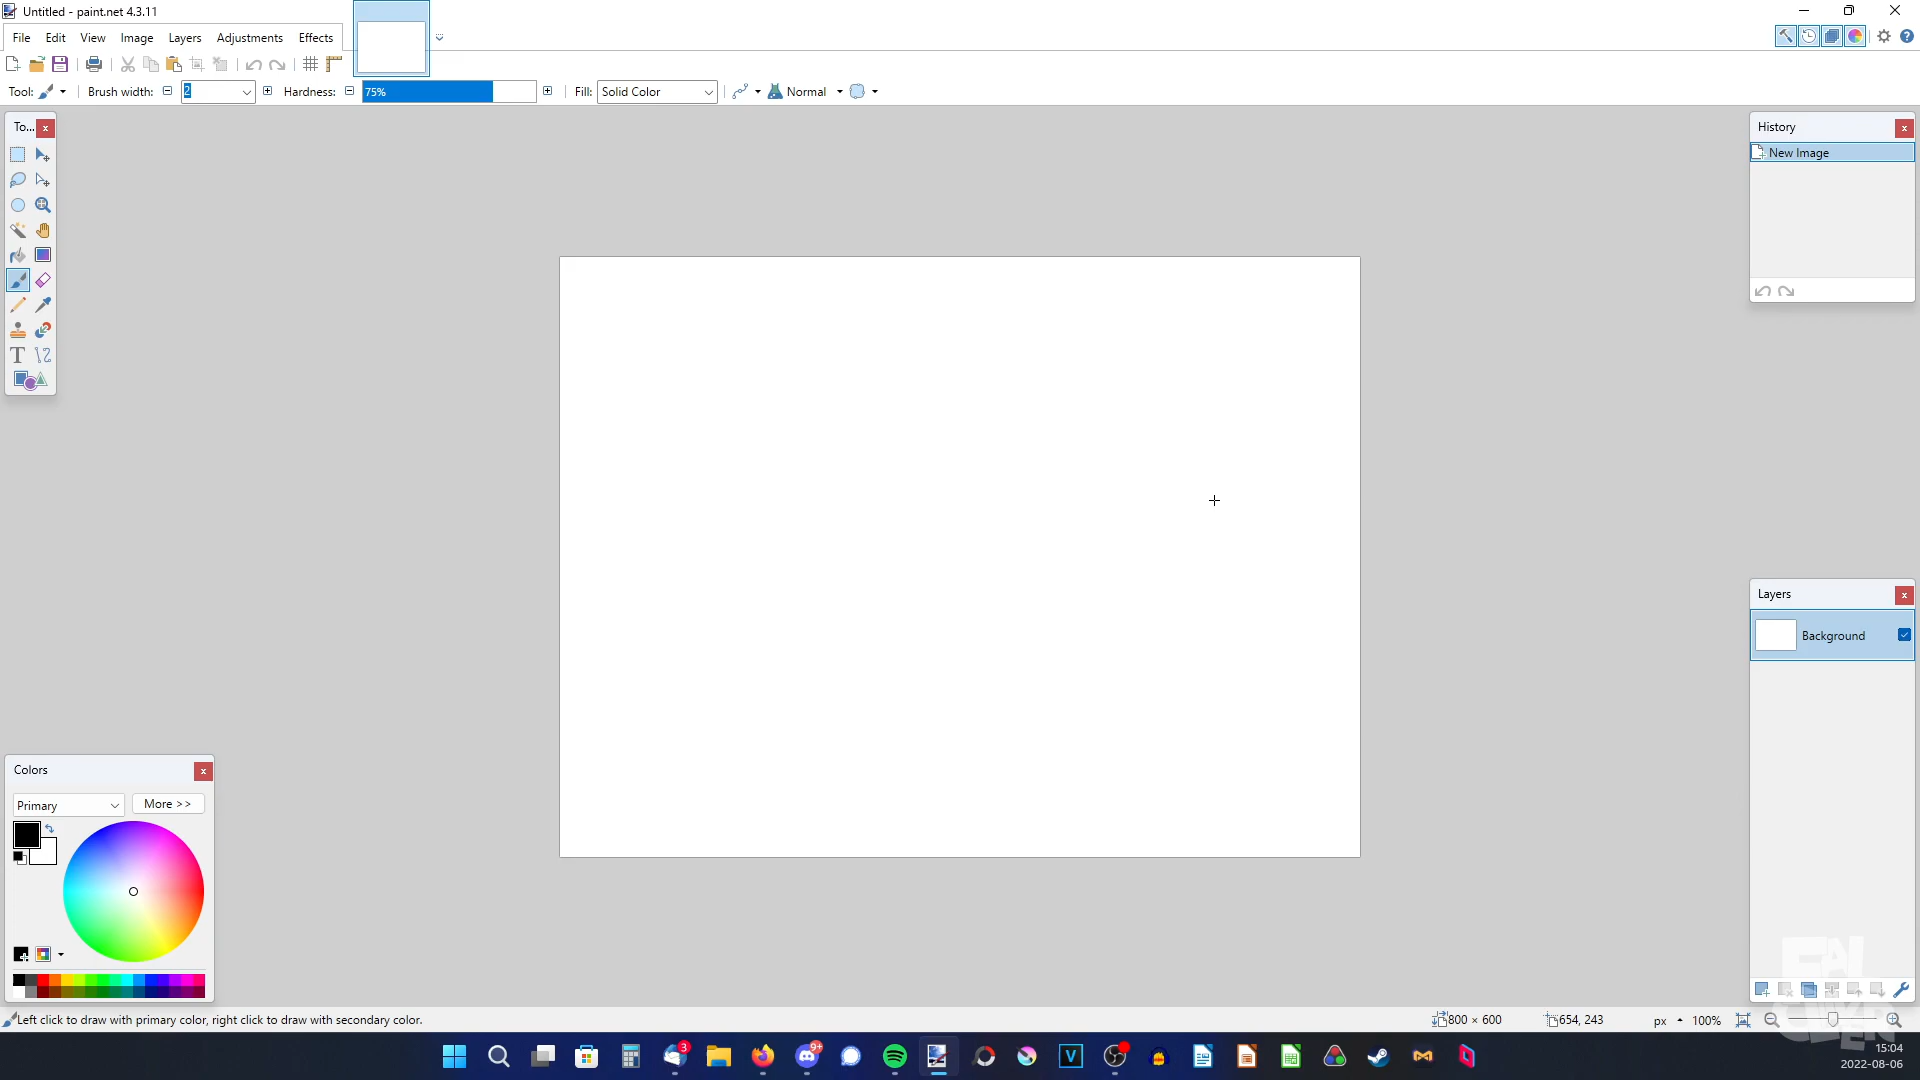 Untitled - paint.net 4.3.11
File Edit View Image Layers Adjustments Effects
Tool: Brush width: 2 Hardness: 75% Fill: Solid Color Normal
To...
History
New Image
Layers
Background
Colors
Primary More >>
Left click to draw with primary color, right click to draw with secondary color.
800 × 600 654, 243 px 100%
3 9+ V
15:04
2022-08-06